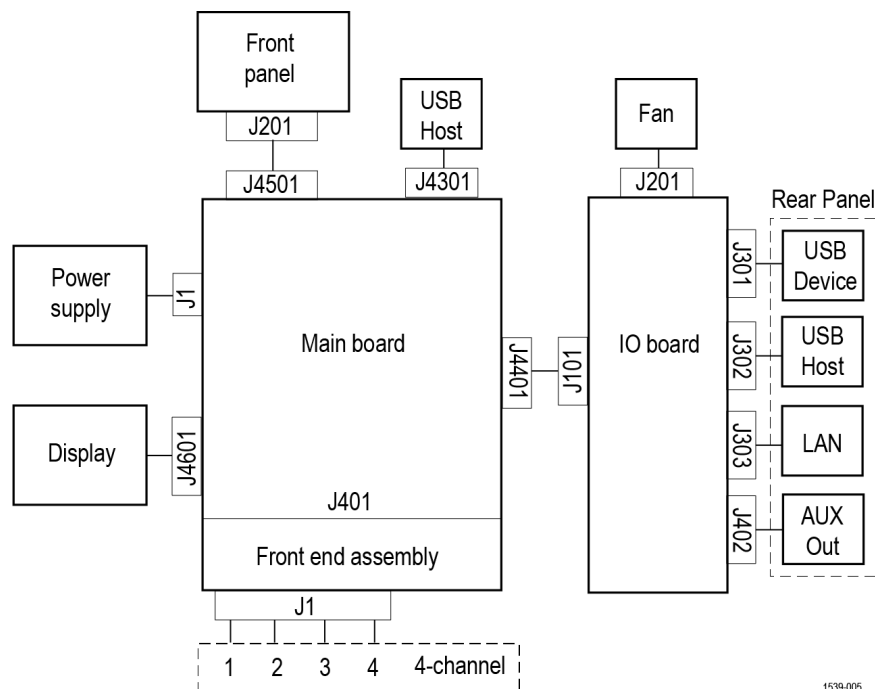 Front
panel
J201
J4501
USB
Host
J4301
Fan
J201
Rear Panel
Power
supply
J1
Main board
J4401
J101
IO board
J301
USB
Device
J302
USB
Host
Display
J4601
J303
LAN
J401
Front end assembly
J402
AUX
Out
J1
1 2 3 4 4-channel
1539-005